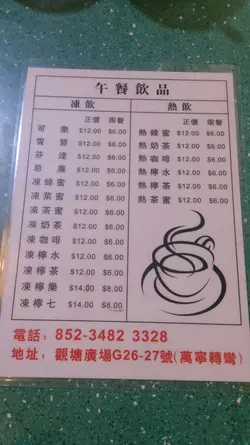 午餐飲品
凍飲
正價 跟餐
可樂 $12.00 $6.00
雪碧 $12.00 $6.00
芬達 $12.00 $6.00
忌廉 $12.00 $6.00
凍蜂蜜 $12.00 $6.00
凍菜蜜 $12.00 $6.00
凍茶蜜 $12.00 $6.00
凍奶茶 $12.00 $6.00
凍咖啡 $12.00 $6.00
凍檸水 $12.00 $6.00
凍檸茶 $12.00 $6.00
凍檸樂 $14.00 $8.00
凍檸七 $14.00 $8.00
熱飲
正價 跟餐
熱蜂蜜 $12.00 $6.00
熱奶茶 $12.00 $6.00
熱咖啡 $12.00 $6.00
熱檸水 $12.00 $6.00
熱檸茶 $12.00 $6.00
熱茶蜜 $12.00 $6.00
電話：852-3482 3328
地址：觀塘廣場G26-27號(萬寧轉彎)